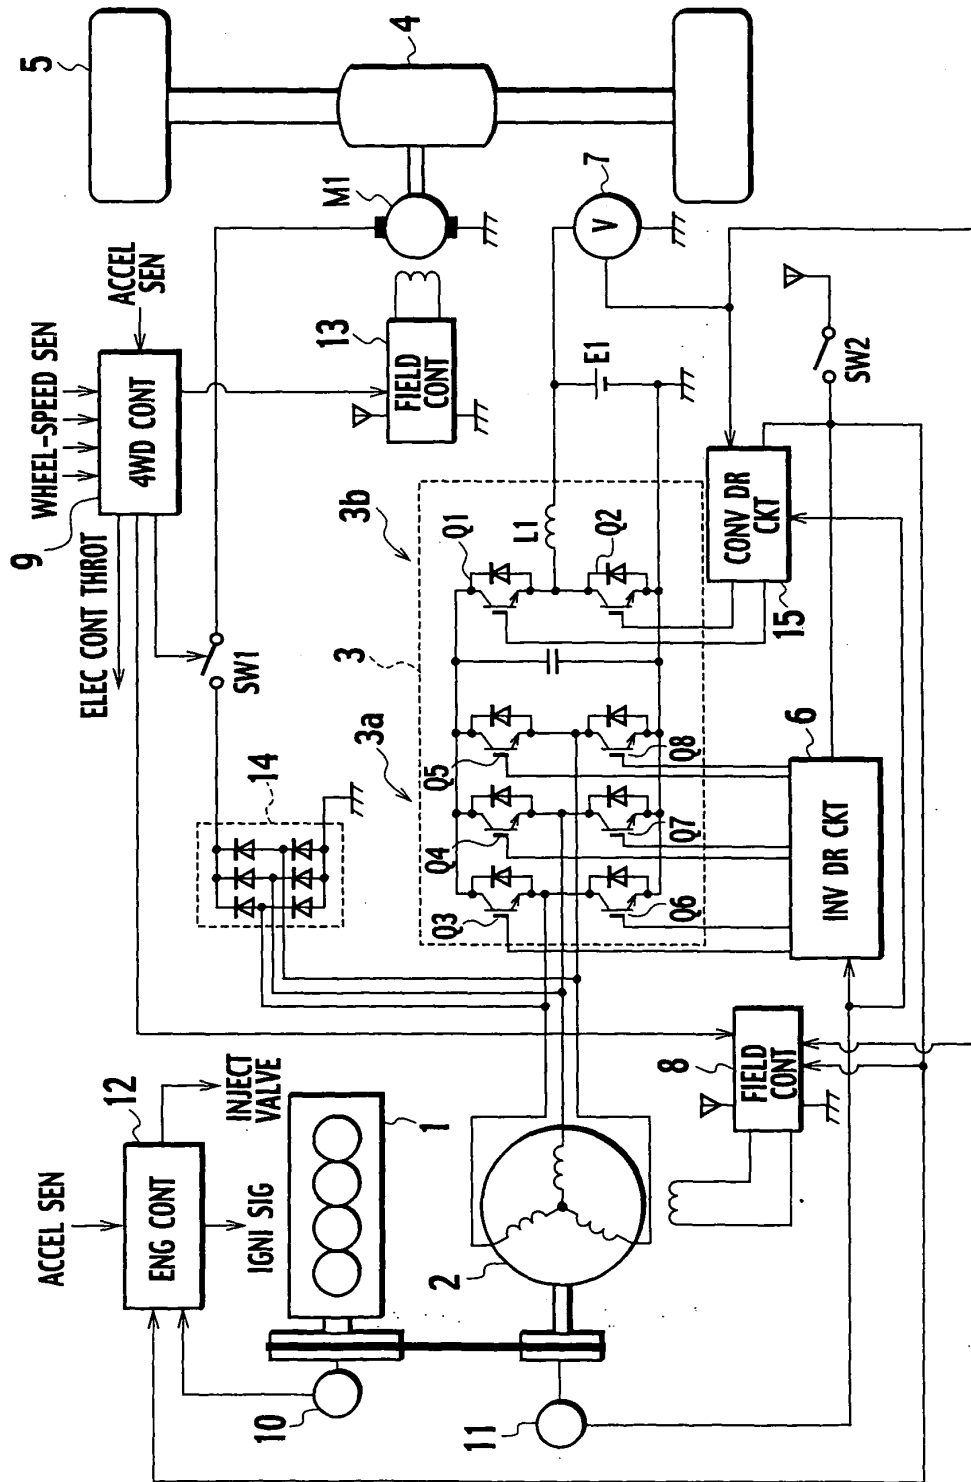 5
4
WHEEL-SPEED SEN
ACCEL
SEN
9
4WD CONT
ELEC CONT THROT
M1
13
FIELD
CONT
7
V
E1
SW1
SW2
14
3
3a
3b
Q1
Q2
L1
Q5
Q4
Q3
Q8
Q7
Q6
CONV DR
CKT
15
6
INV DR CKT
8
FIELD
CONT
ACCEL SEN
12
ENG CONT
INJECT
VALVE
IGNI SIG
1
2
10
11